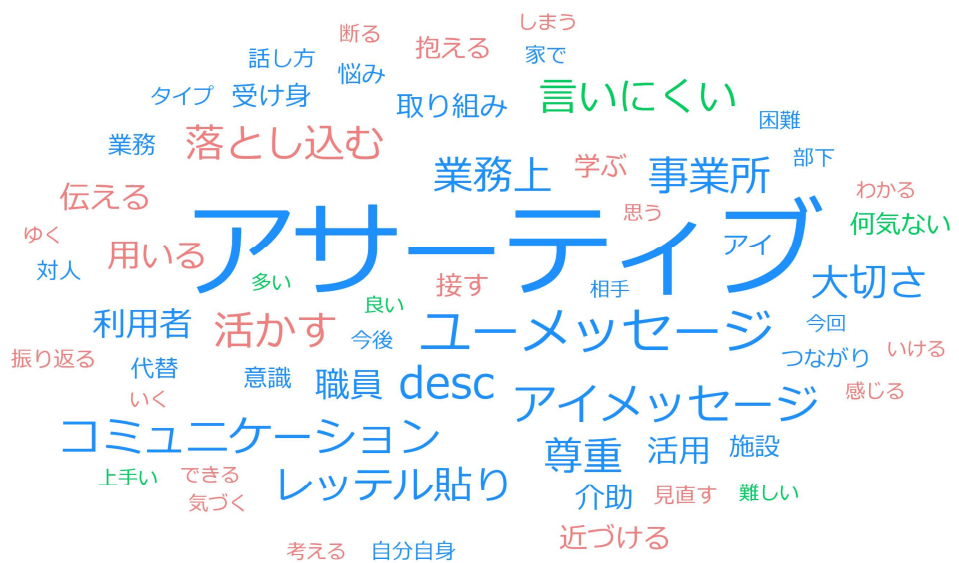 しまう
断る
抱える
家で
話し方
悩み
タイプ
受け身
取り組み
言いにくい
困難
業務
落とし込む
業務上
学ぶ
事業所
部下
伝える
わかる
アサーティブ
思う
何気ない
ゆく
用いる
アイ
対人
多い
接す
相手
大切さ
良い
利用者
活かす
今後
ユーメッセージ
今回
振り返る
代替
意識
職員
desc
つながり
いける
いく
アイメッセージ
感じる
コミュニケーション
尊重
活用
施設
上手い
できる
レッテル貼り
気づく
介助
見直す
難しい
考える
自分自身
近づける